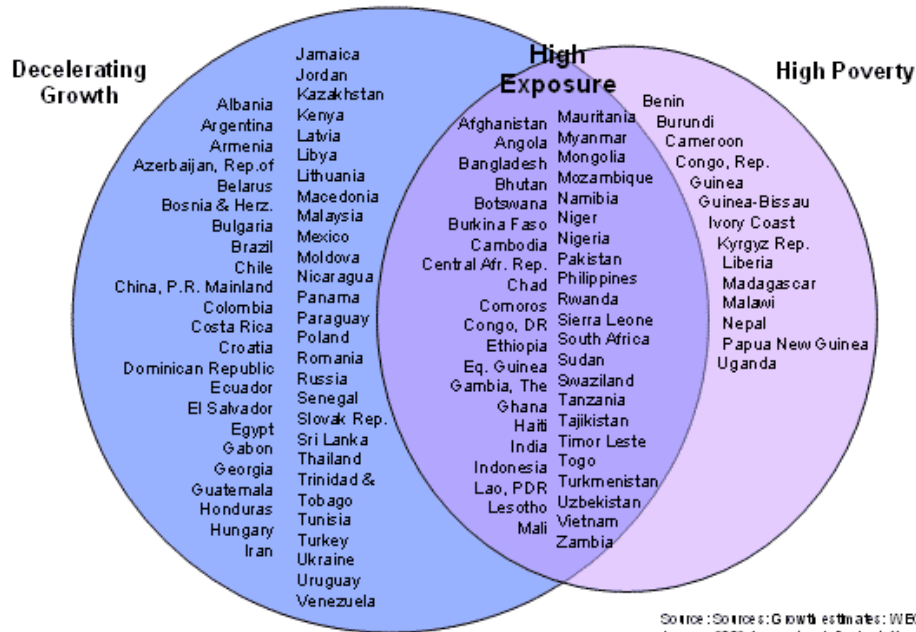 Decelerating
Growth
Albania
Argentina
Armenia
Azerbaijan, Rep.of
Belarus
Bosnia & Herz.
Bulgaria
Brazil
Chile
China, P.R. Mainland
Colombia
Costa Rica
Croatia
Dominican Republic
Ecuador
El Salvador
Egypt
Gabon
Georgia
Guatemala
Honduras
Hungary
Iran
Jamaica
Jordan
Kazakhstan
Kenya
Latvia
Libya
Lithuania
Macedonia
Malaysia
Mexico
Moldova
Nicaragua
Panama
Paraguay
Poland
Romania
Russia
Senegal
Slovak Rep.
Sri Lanka
Thailand
Trinidad &
Tobago
Tunisia
Turkey
Ukraine
Uruguay
Venezuela
High
Exposure
Afghanistan
Angola
Bangladesh
Bhutan
Botswana
Burkina Faso
Cambodia
Central Afr. Rep.
Chad
Comoros
Congo, DR
Ethiopia
Eq. Guinea
Gambia, The
Ghana
Haiti
India
Indonesia
Lao, PDR
Lesotho
Mali
Mauritania
Myanmar
Mongolia
Mozambique
Namibia
Niger
Nigeria
Pakistan
Philippines
Rwanda
Sierra Leone
South Africa
Sudan
Swaziland
Tanzania
Tajikistan
Timor Leste
Togo
Turkmenistan
Uzbekistan
Vietnam
Zambia
High Poverty
Benin
Burundi
Cameroon
Congo, Rep.
Guinea
Guinea-Bissau
Ivory Coast
Kyrgyz Rep.
Liberia
Madagascar
Malawi
Nepal
Papua New Guinea
Uganda
Source: Sources: Growth estimates: